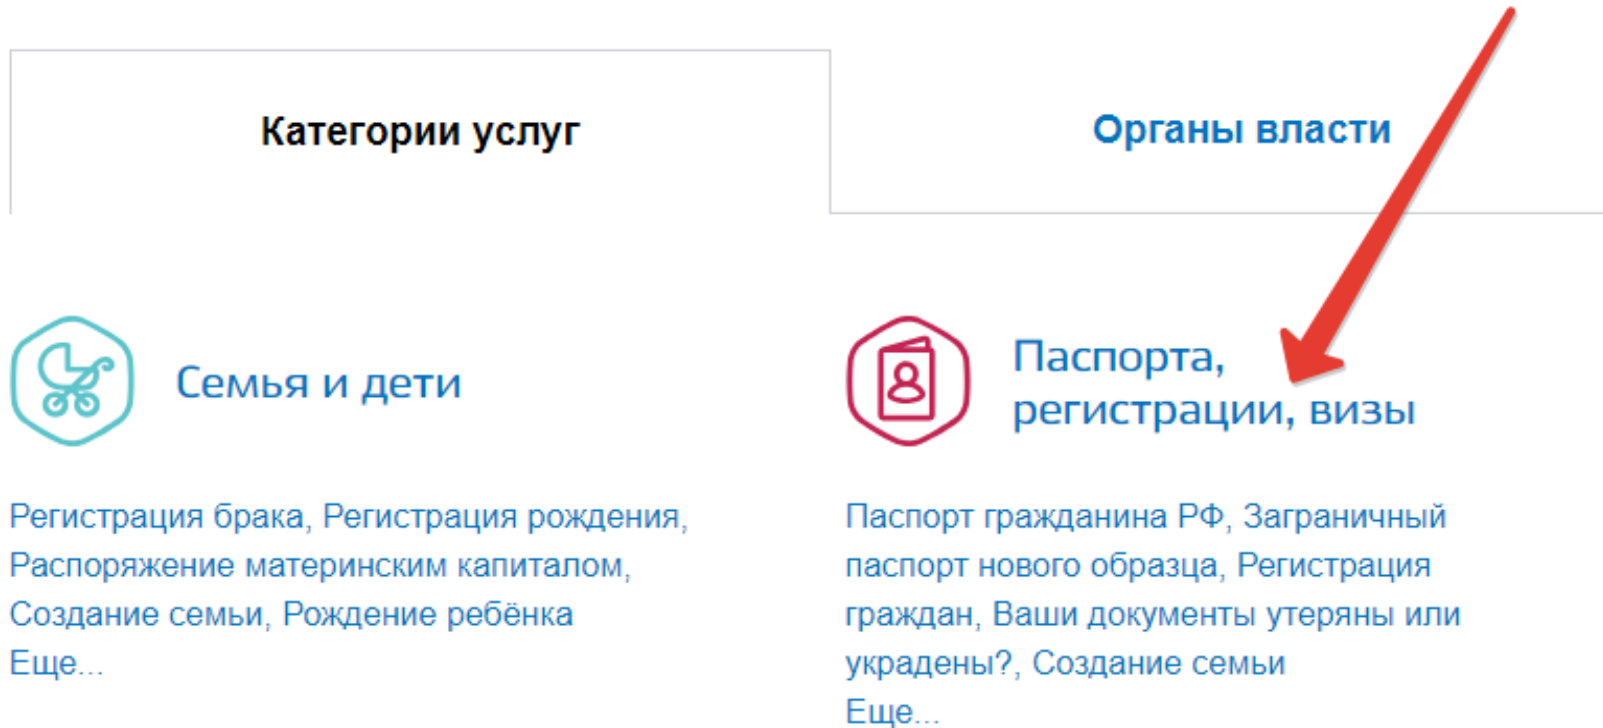 Категории услуг
Органы власти
Семья и дети
Регистрация брака, Регистрация рождения,
Распоряжение материнским капиталом,
Создание семьи, Рождение ребёнка
Еще...
Паспорта,
регистрации, визы
Паспорт гражданина РФ, Заграничный
паспорт нового образца, Регистрация
граждан, Ваши документы утеряны или
украдены?, Создание семьи
Еще...